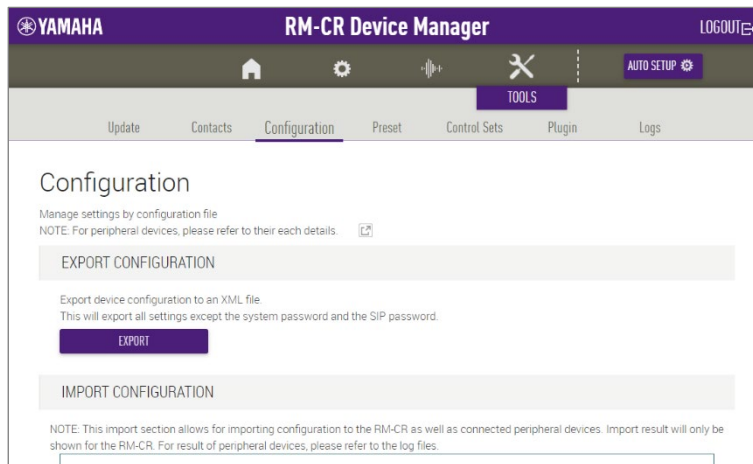 YAMAHA
RM-CR Device Manager
LOGOUT
AUTO SETUP
TOOLS
Update Contacts Configuration Preset Control Sets Plugin Logs
Configuration
Manage settings by configuration file
NOTE: For peripheral devices, please refer to their each details.
EXPORT CONFIGURATION
Export device configuration to an XML file.
This will export all settings except the system password and the SIP password.
EXPORT
IMPORT CONFIGURATION
NOTE: This import section allows for importing configuration to the RM-CR as well as connected peripheral devices. Import result will only be
shown for the RM-CR. For result of peripheral devices, please refer to the log files.